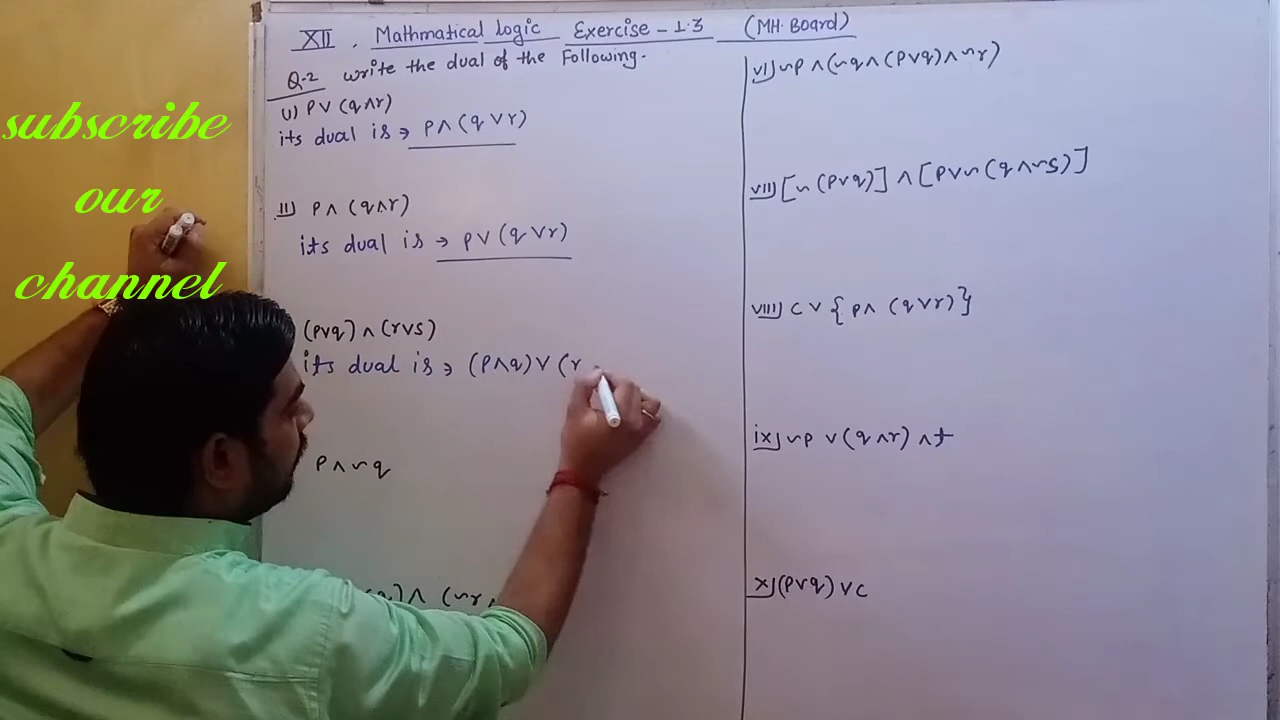 XII , Mathmatical logic Exercise - 1.3 (MH. Board)
Q.2 write the dual of the Following.
i) p∨(q∧r)
its dual is → p∧(q∨r)
II) p∧(q∧r)
its dual is → p∨(q∨r)
(p∨q)∧(r∨s)
its dual is → (p∧q)∨(r
p∧~q
q)∧(~r
VI) ~p∧(~q∧(p∨q)∧~r)
VII) [~(p∨q)]∧[p∨~(q∧~s)]
VIII) c∨{p∧(q∨r)}
ix) ~p∨(q∧r)∧t
x) (p∨q)∨c
subscribe
our
channel